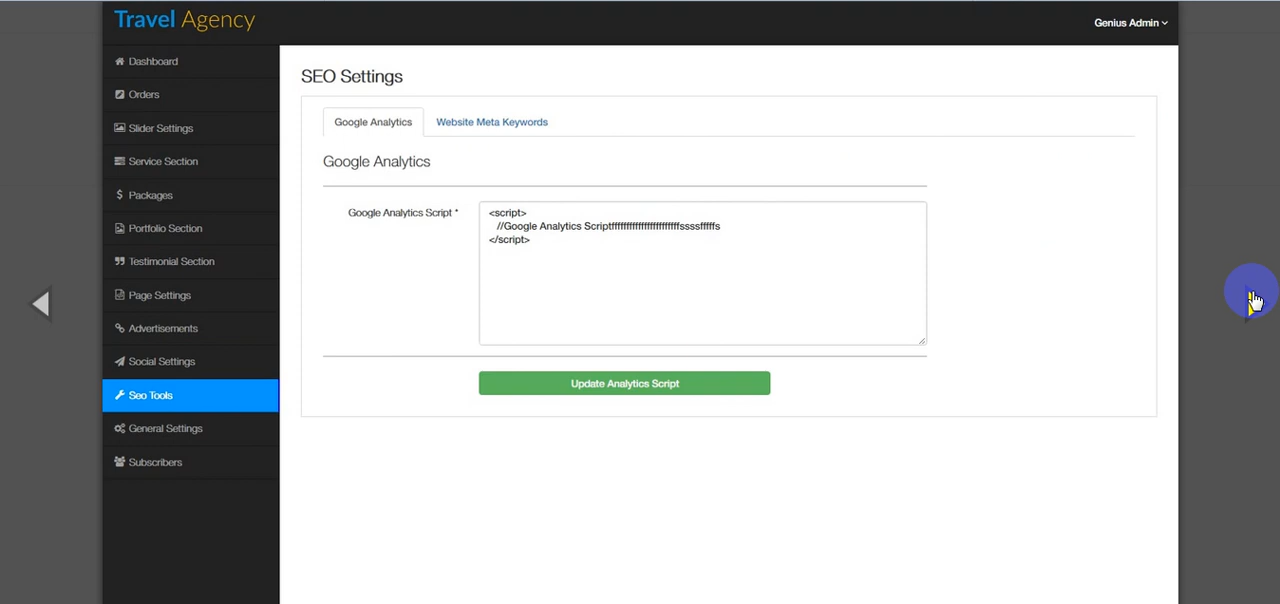 Travel Agency
Genius Admin
Dashboard
Orders
Slider Settings
Service Section
Packages
Portfolio Section
Testimonial Section
Page Settings
Advertisements
Social Settings
Seo Tools
General Settings
Subscribers
SEO Settings
Google Analytics
Website Meta Keywords
Google Analytics
Google Analytics Script *
<script>
//Google Analytics Scriptfffffffffffffffffffffffssssfffffs
</script>
Update Analytics Script